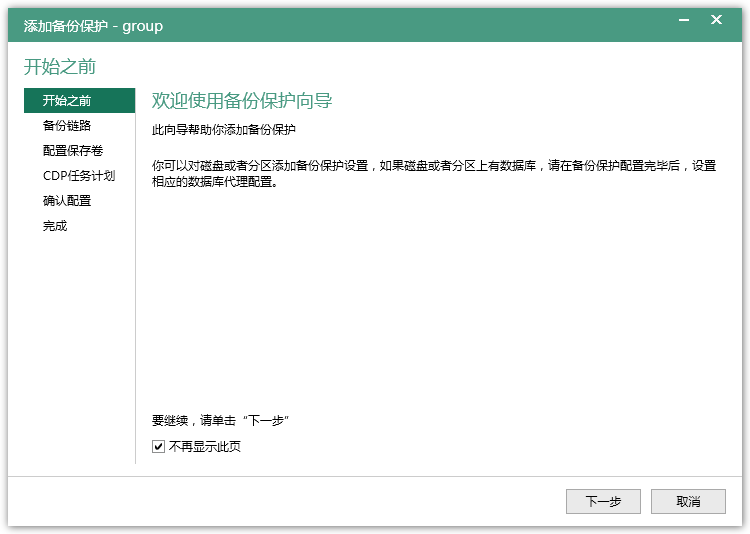 添加备份保护 - group
开始之前
开始之前
备份链路
配置保存卷
CDP任务计划
确认配置
完成
欢迎使用备份保护向导
此向导帮助你添加备份保护
你可以对磁盘或者分区添加备份保护设置，如果磁盘或者分区上有数据库，请在备份保护配置完毕后，设置
相应的数据库代理配置。
要继续，请单击“下一步”
不再显示此页
下一步
取消